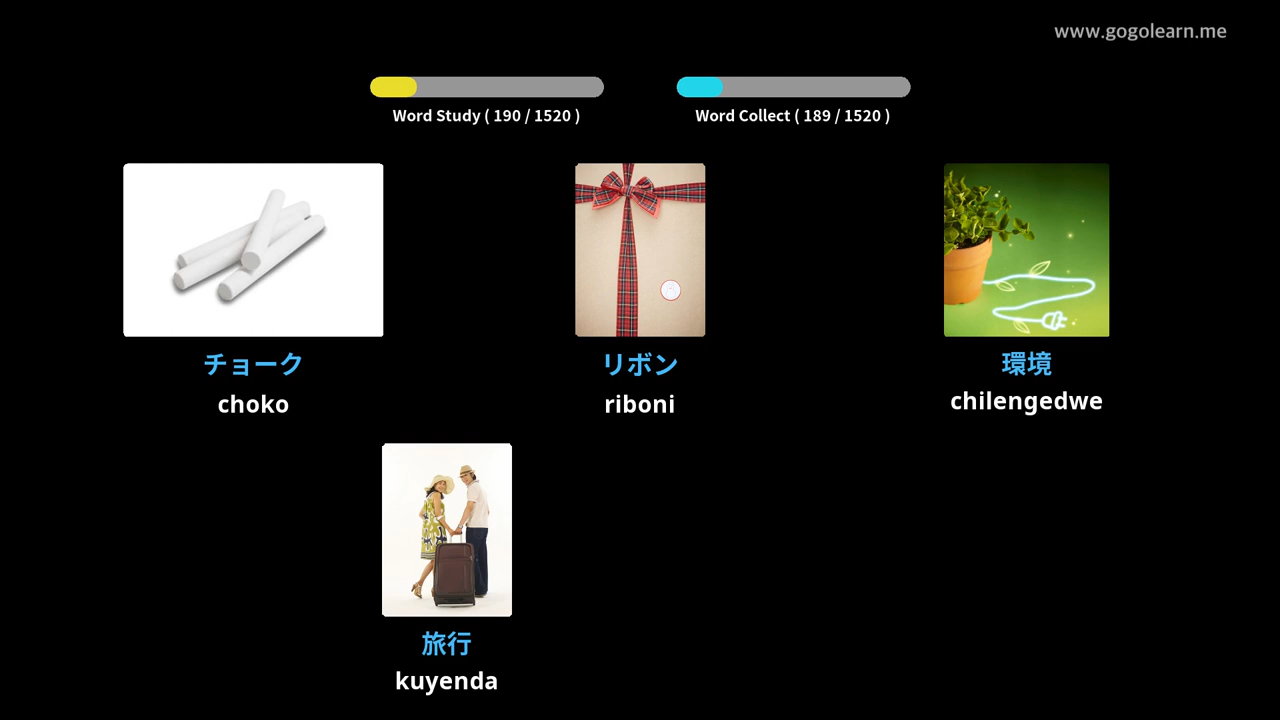 www.gogolearn.me
Word Study ( 190 / 1520 )
Word Collect ( 189 / 1520 )
チョーク
choko
リボン
riboni
環境
chilengedwe
旅行
kuyenda